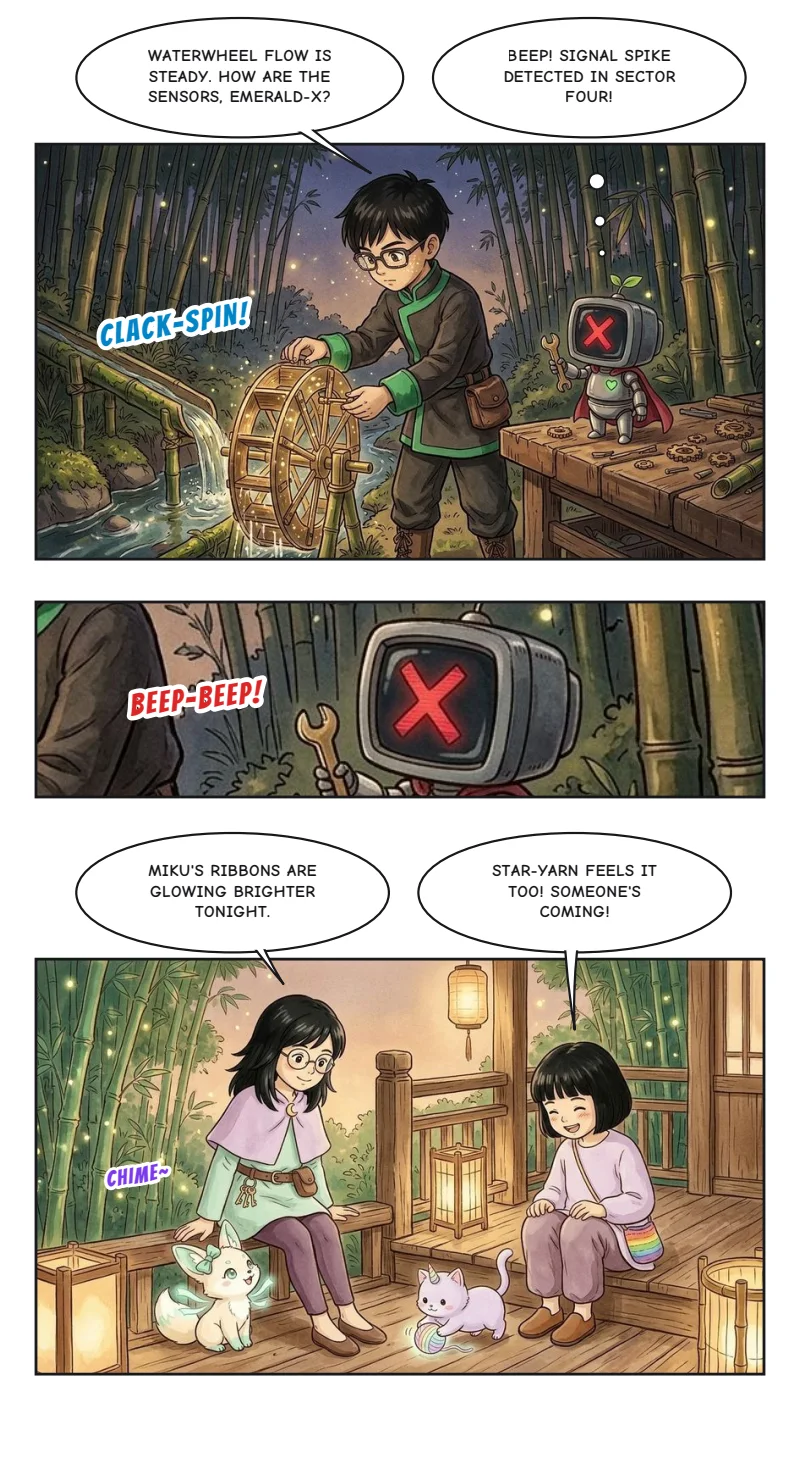 WATERWHEEL FLOW IS
STEADY. HOW ARE THE
SENSORS, EMERALD-X?
BEEP! SIGNAL SPIKE
DETECTED IN SECTOR
FOUR!
CLACK-SPIN!
X
BEEP-BEEP!
X
MIKU'S RIBBONS ARE
GLOWING BRIGHTER
TONIGHT.
STAR-YARN FEELS IT
TOO! SOMEONE'S
COMING!
CHIME~